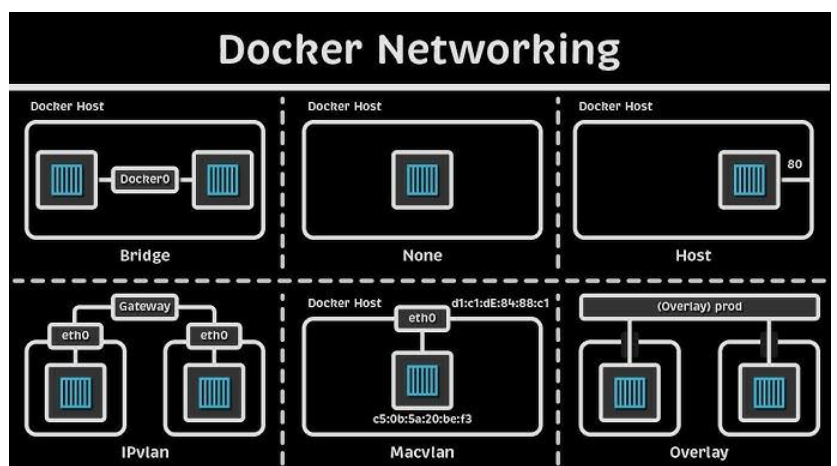 Docker Networking
Docker Host
Docker0
Bridge
Docker Host
None
Docker Host
80
Host
Gateway
eth0
eth0
IPvlan
Docker Host
d1:c1:dE:84:88:c1
eth0
c5:0b:5a:20:be:f3
Macvlan
(Overlay) prod
Overlay